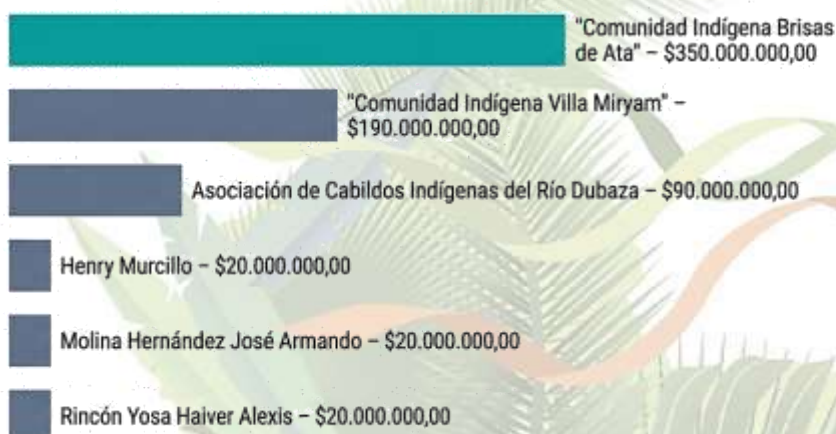 "Comunidad Indígena Brisas
de Ata" – $350.000.000,00
"Comunidad Indígena Villa Miryam" –
$190.000.000,00
Asociación de Cabildos Indígenas del Río Dubaza – $90.000.000,00
Henry Murcillo – $20.000.000,00
Molina Hernández José Armando – $20.000.000,00
Rincón Yosa Haiver Alexis – $20.000.000,00